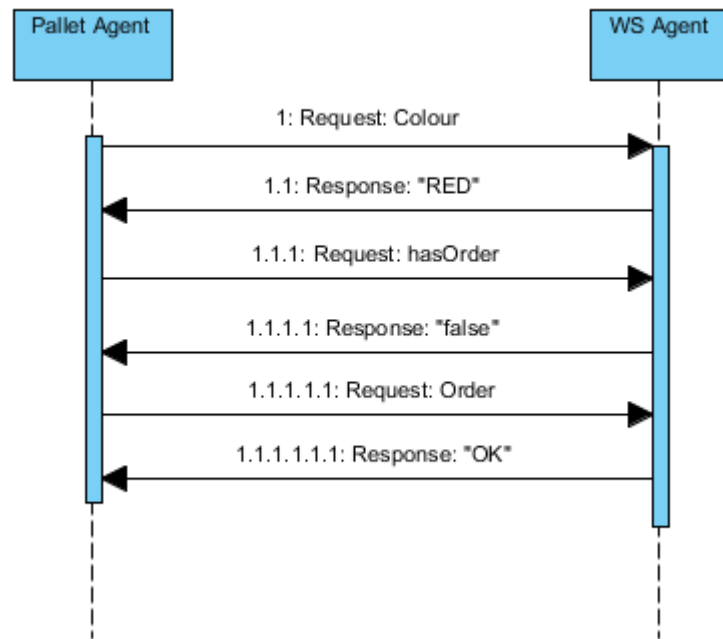 Pallet Agent
WS Agent
1: Request: Colour
1.1: Response: "RED"
1.1.1: Request: hasOrder
1.1.1.1: Response: "false"
1.1.1.1.1: Request: Order
1.1.1.1.1.1: Response: "OK"